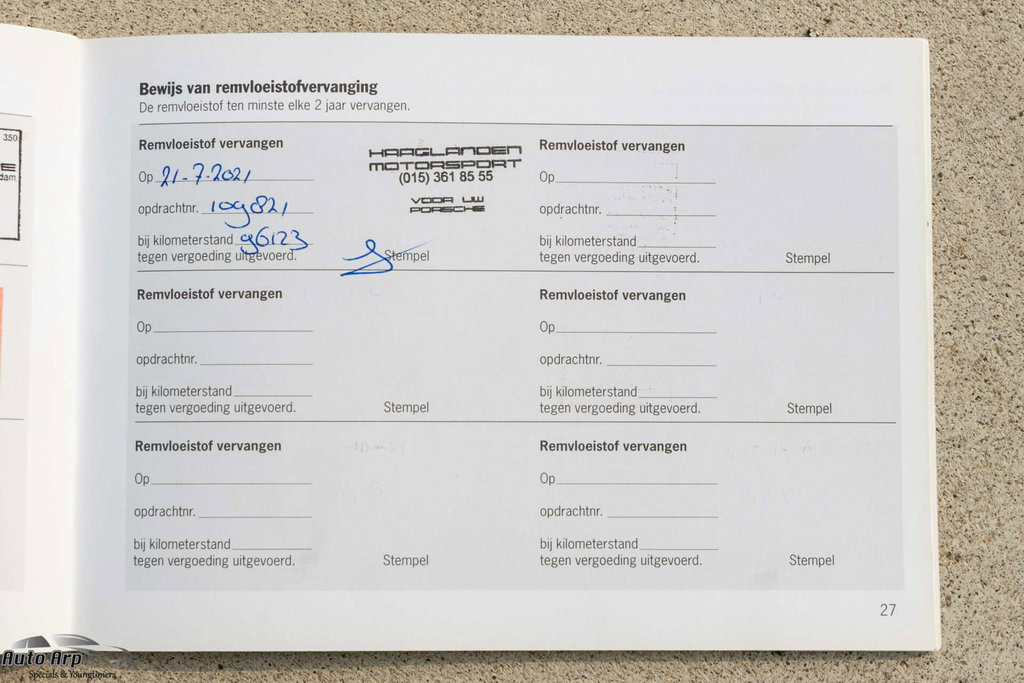 350
E
dam
Bewijs van remvloeistofvervanging
De remvloeistof ten minste elke 2 jaar vervangen.
Remvloeistof vervangen
Op 21-7-2021
opdrachtnr. 109821
bij kilometerstand 96123
tegen vergoeding uitgevoerd.
HAAGLANDEN
MOTORSPORT
(015) 361 85 55
VOOR UW
PORSCHE
Stempel
Remvloeistof vervangen
Op
opdrachtnr.
bij kilometerstand
tegen vergoeding uitgevoerd.
Stempel
Remvloeistof vervangen
Op
opdrachtnr.
bij kilometerstand
tegen vergoeding uitgevoerd.
Stempel
Remvloeistof vervangen
Op
opdrachtnr.
bij kilometerstand
tegen vergoeding uitgevoerd.
Stempel
Remvloeistof vervangen
Op
opdrachtnr.
bij kilometerstand
tegen vergoeding uitgevoerd.
Stempel
Remvloeistof vervangen
Op
opdrachtnr.
bij kilometerstand
tegen vergoeding uitgevoerd.
Stempel
27
Auto Arp
Specials & Youngtimers